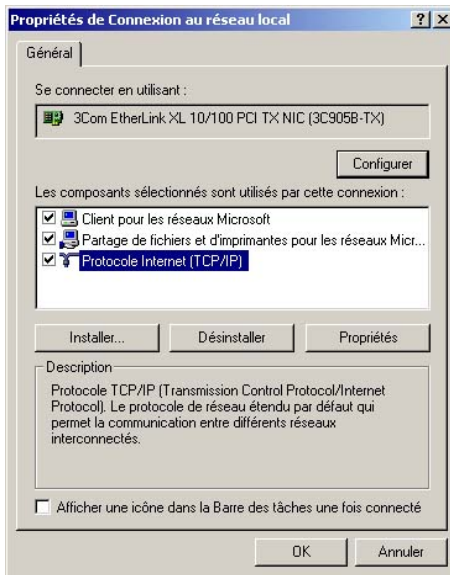 Propriétés de Connexion au réseau local
Général
Se connecter en utilisant :
3Com EtherLink XL 10/100 PCI TX NIC (3C905B-TX)
Configurer
Les composants sélectionnés sont utilisés par cette connexion :
Client pour les réseaux Microsoft
Partage de fichiers et d'imprimantes pour les réseaux Micr...
Protocole Internet (TCP/IP)
Installer... Désinstaller Propriétés
Description
Protocole TCP/IP (Transmission Control Protocol/Internet
Protocol). Le protocole de réseau étendu par défaut qui
permet la communication entre différents réseaux
interconnectés.
Afficher une icône dans la Barre des tâches une fois connecté
OK Annuler